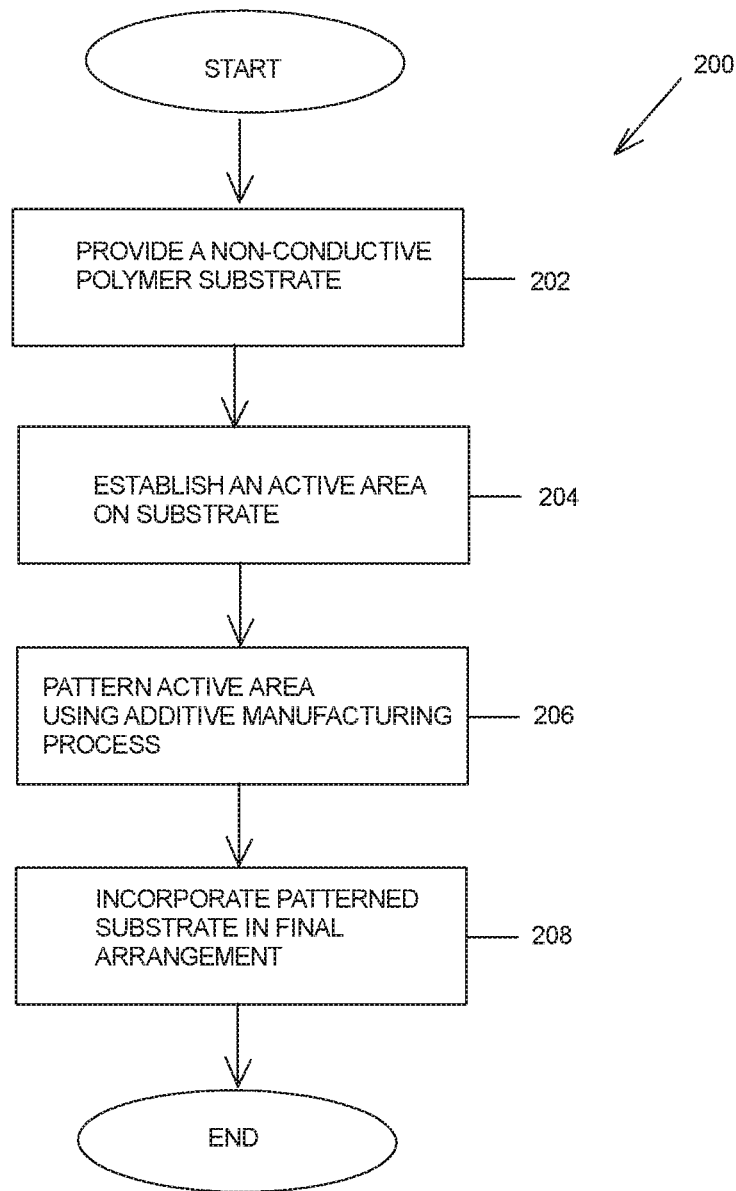 START
200
PROVIDE A NON-CONDUCTIVE
POLYMER SUBSTRATE
202
ESTABLISH AN ACTIVE AREA
ON SUBSTRATE
204
PATTERN ACTIVE AREA
USING ADDITIVE MANUFACTURING
PROCESS
206
INCORPORATE PATTERNED
SUBSTRATE IN FINAL
ARRANGEMENT
208
END